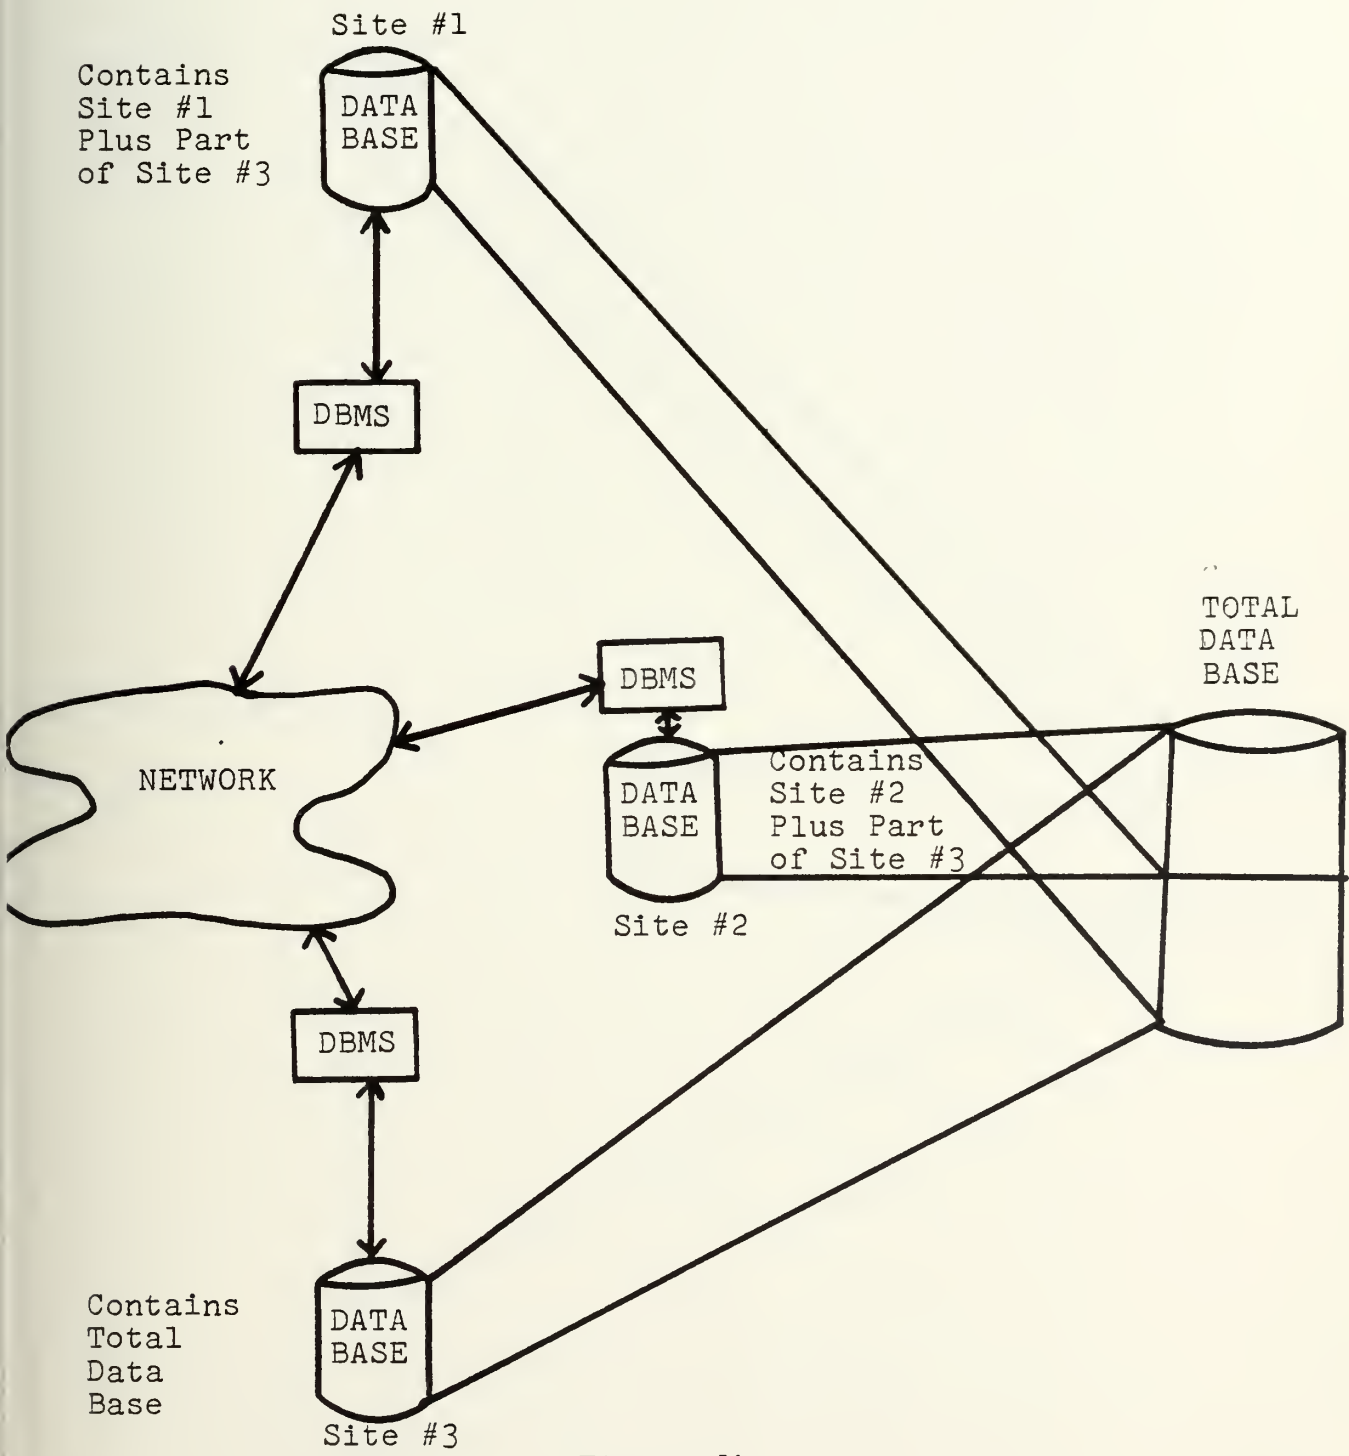 Site #1
Contains
Site #1
Plus Part
of Site #3
DATA
BASE
DBMS
TOTAL
DATA
BASE
DBMS
NETWORK
DATA
BASE
Contains
Site #2
Plus Part
of Site #3
Site #2
DBMS
Contains
Total
Data
Base
DATA
BASE
Site #3